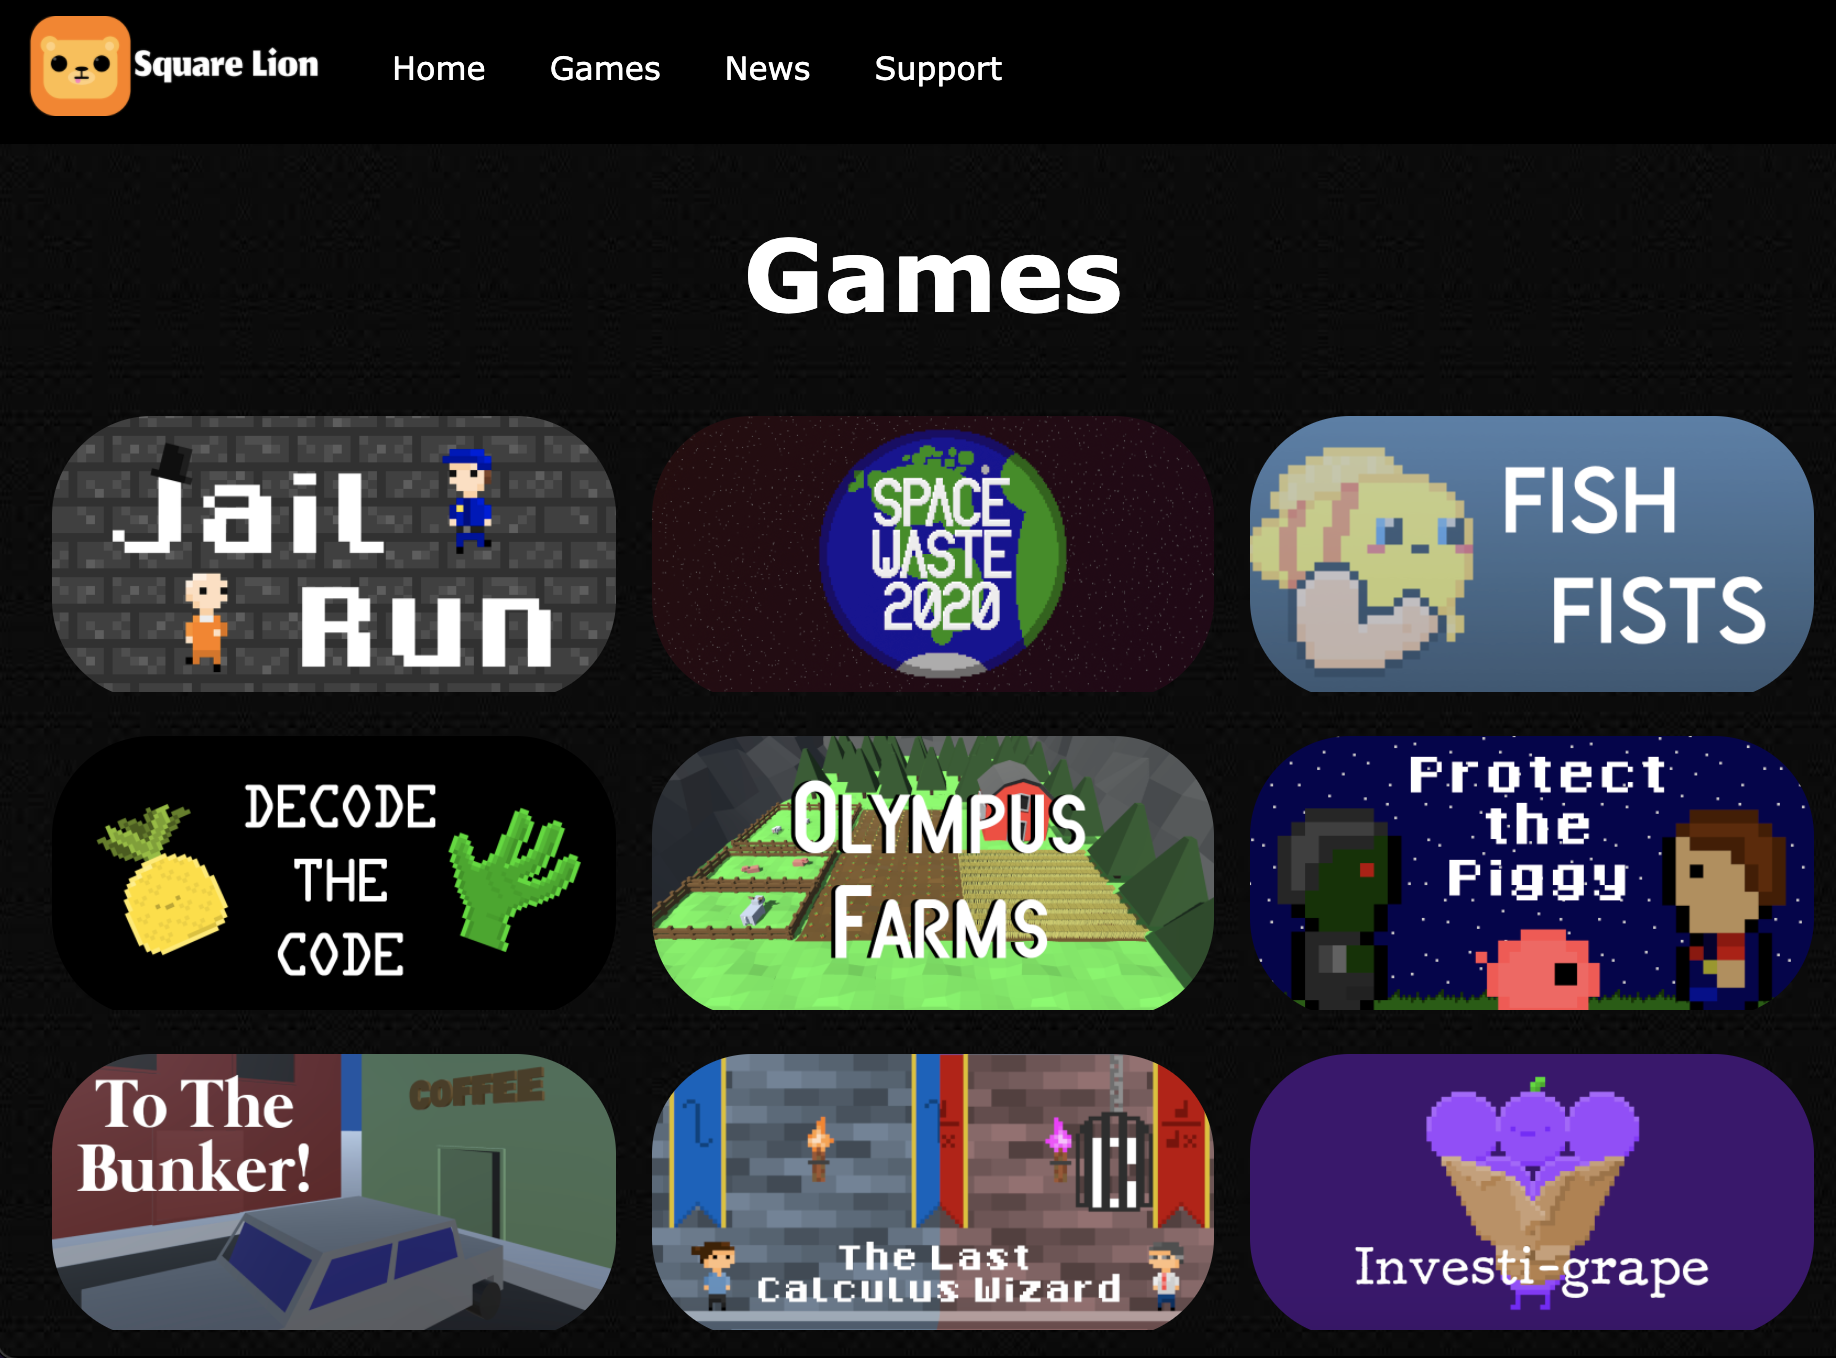 Square Lion
Home
Games
News
Support
Games
Jail
Run
SPACE
WASTE
2020
FISH
FISTS
DECODE
THE
CODE
OLYMPUS
FARMS
Protect
the
Piggy
To The
Bunker!
COFFEE
The Last
Calculus Wizard
Investi-grape